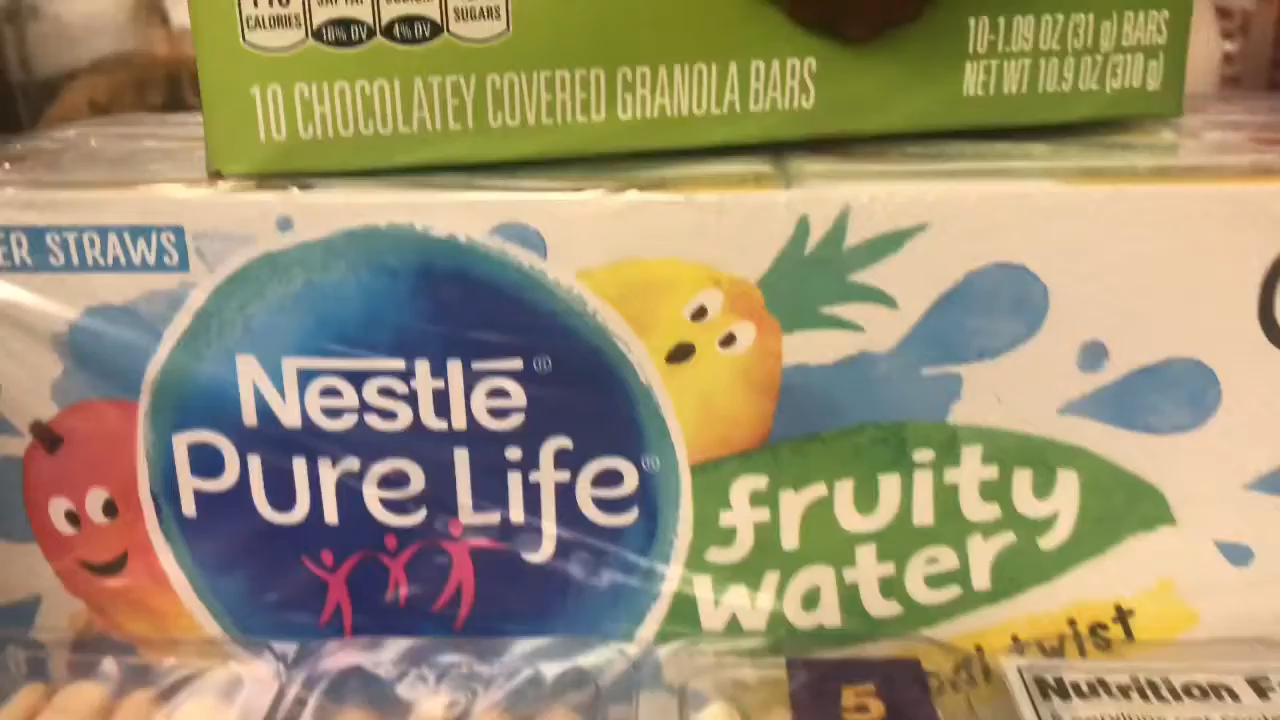 CALORIES
10% DV
4% DV
SUGARS
10-1.09 OZ (31 g) BARS
NET WT 10.9 OZ (310 g)
10 CHOCOLATEY COVERED GRANOLA BARS
ER STRAWS
Nestlé
Pure Life
fruity
water
twist
5
Nutrition F